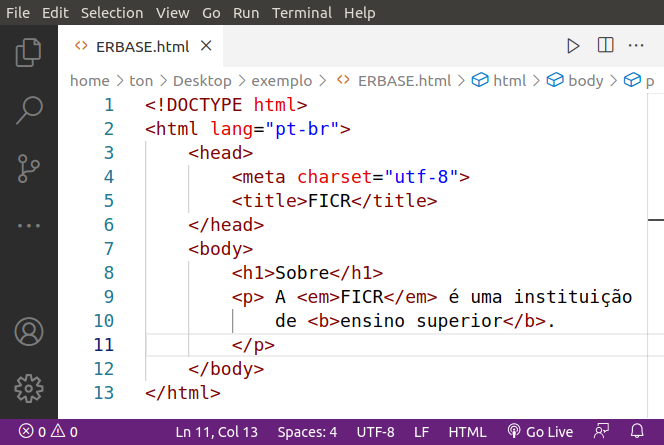 File Edit Selection View Go Run Terminal Help
<> ERBASE.html ×
home > ton > Desktop > exemplo > <> ERBASE.html > html > body > p
1 <!DOCTYPE html>
2 <html lang="pt-br">
3 <head>
4 <meta charset="utf-8">
5 <title>FICR</title>
6 </head>
7 <body>
8 <h1>Sobre</h1>
9 <p> A <em>FICR</em> é uma instituição
10 de <b>ensino superior</b>.
11 </p>
12 </body>
13 </html>
0 0 Ln 11, Col 13 Spaces: 4 UTF-8 LF HTML Go Live